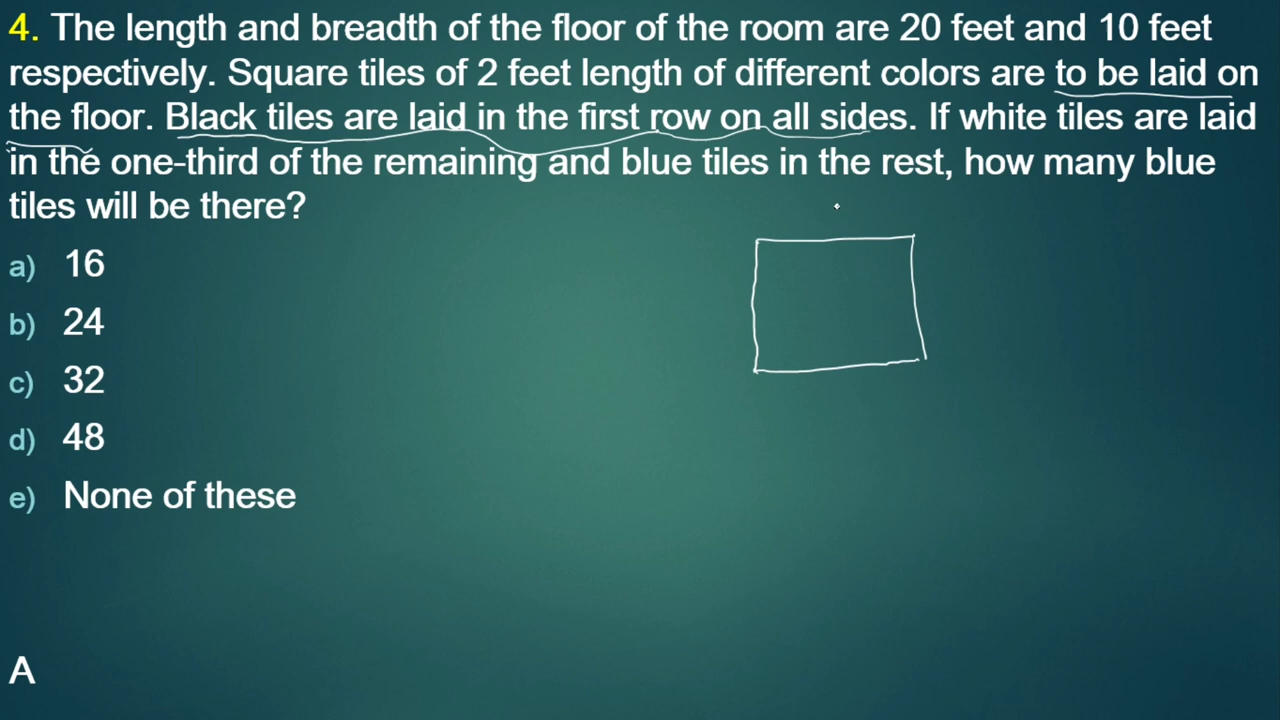 4. The length and breadth of the floor of the room are 20 feet and 10 feet
respectively. Square tiles of 2 feet length of different colors are to be laid on
the floor. Black tiles are laid in the first row on all sides. If white tiles are laid
in the one-third of the remaining and blue tiles in the rest, how many blue
tiles will be there?
a) 16
b) 24
c) 32
d) 48
e) None of these
A